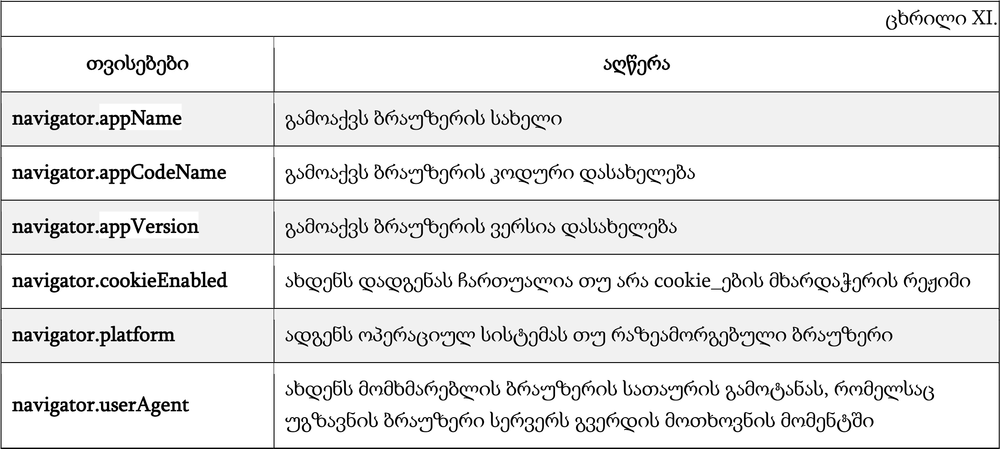 ცხრილი XI.
თვისებები
აღწერა
navigator.appName
გამოაქვს ბრაუზერის სახელი
navigator.appCodeName
გამოაქვს ბრაუზერის კოდური დასახელება
navigator.appVersion
გამოაქვს ბრაუზერის ვერსია დასახელება
navigator.cookieEnabled
ახდენს დადგენას ჩართუალია თუ არა cookie_ების მხარდაჭერის რეჟიმი
navigator.platform
ადგენს ოპერაციულ სისტემას თუ რაზეამორგებული ბრაუზერი
navigator.userAgent
ახდენს მომხმარებლის ბრაუზერის სათაურის გამოტანას, რომელსაც
უგზავნის ბრაუზერი სერვერს გვერდის მოთხოვნის მომენტში